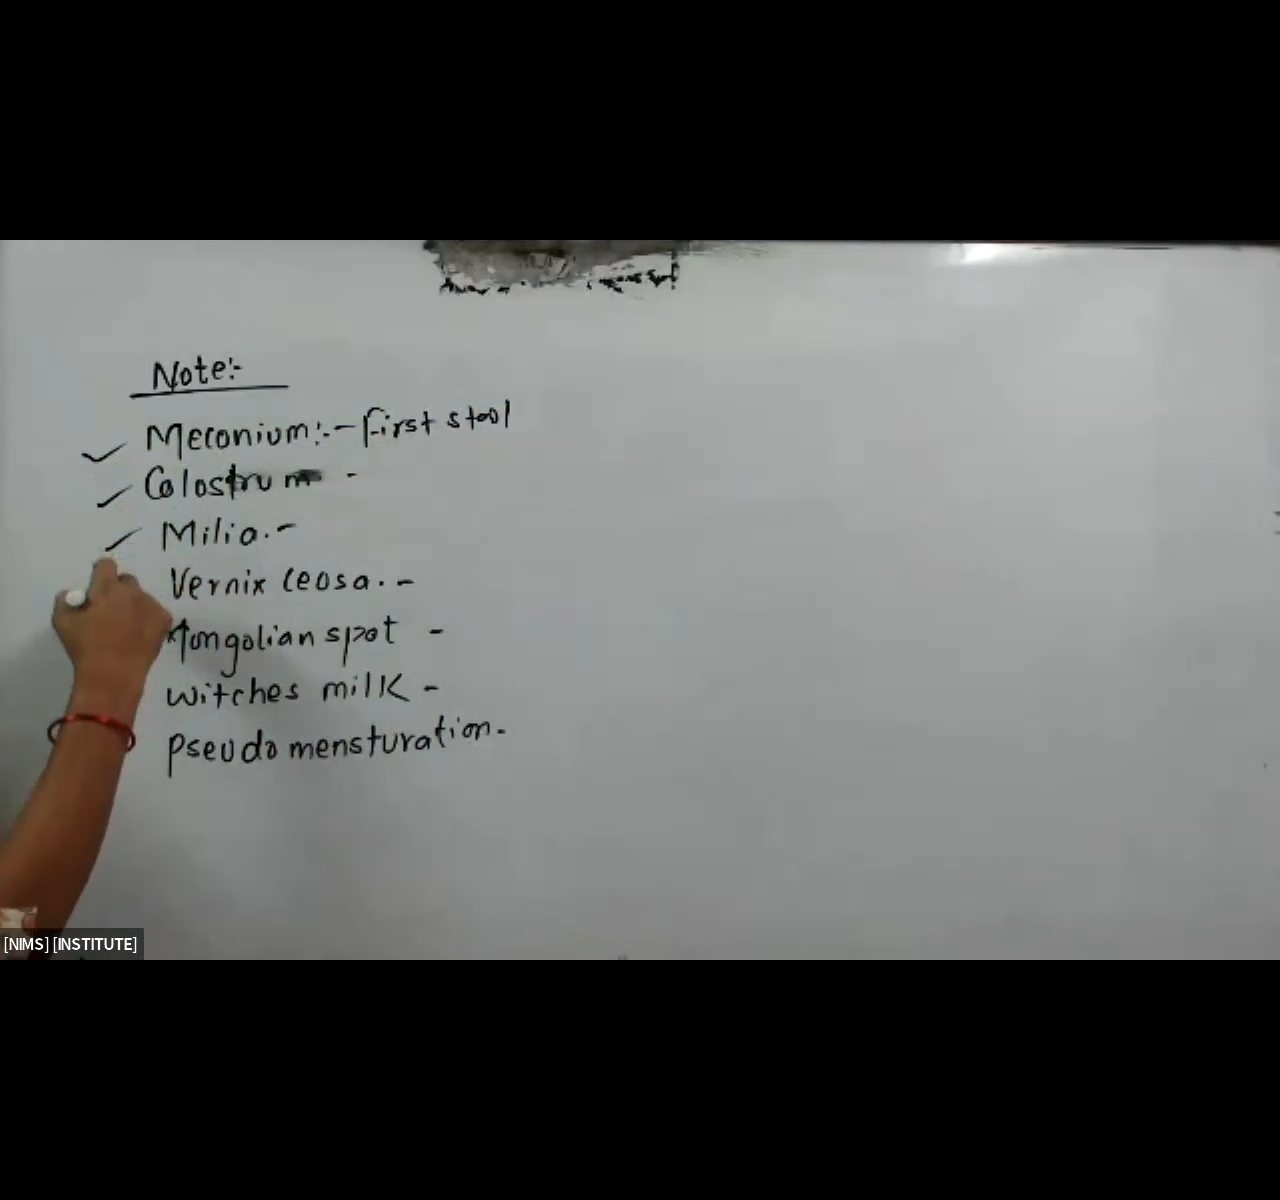 Note:-
Meconium:- first stool
Colostrum -
Milia.-
Vernix Ceosa. -
Mongolian spot -
witches milk -
pseudo mensturation.-
[NIMS] [INSTITUTE]